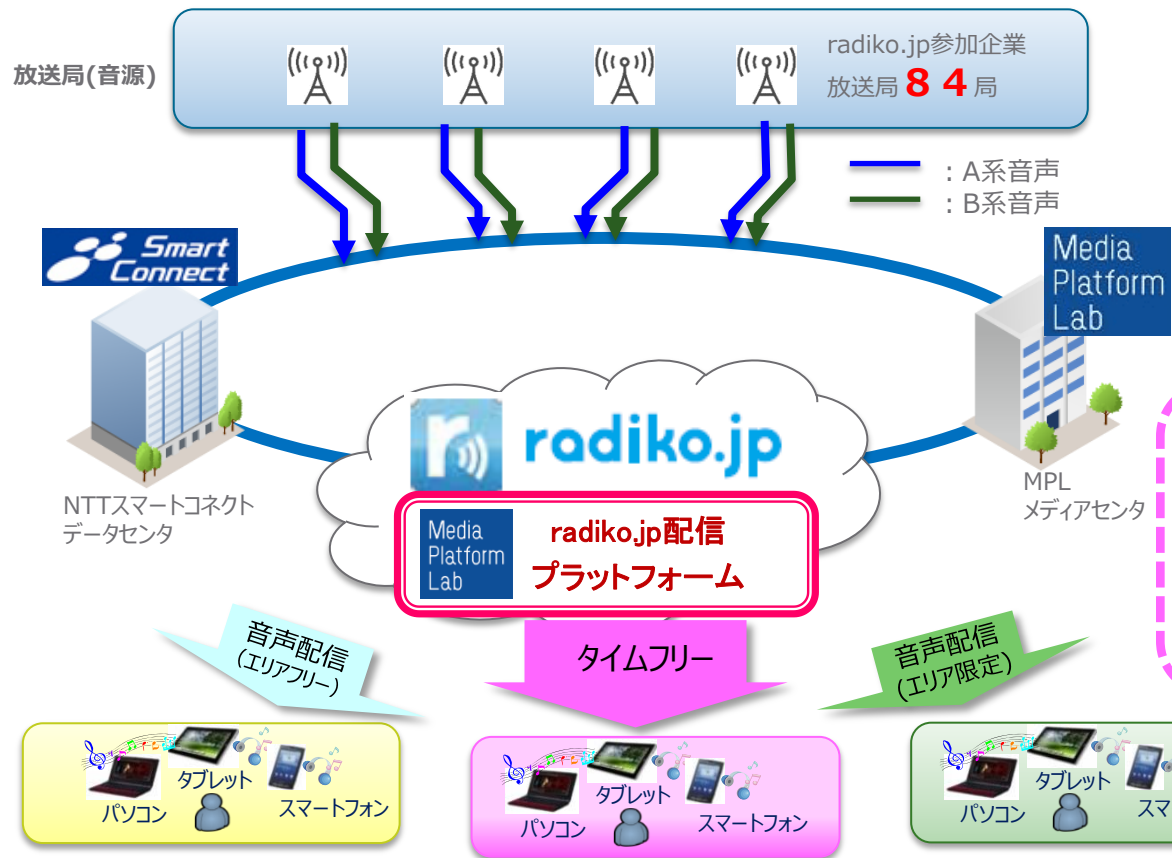 放送局(音源)
radiko.jp参加企業
放送局８４局
：A系音声
：B系音声
Smart
Connect
Media
Platform
Lab
NTTスマートコネクト
データセンタ
radiko.jp
MPL
メディアセンタ
Media
Platform
Lab
radiko.jp配信
プラットフォーム
音声配信
(エリアフリー)
タイムフリー
音声配信
(エリア限定)
タブレット
パソコン
スマートフォン
タブレット
パソコン
スマートフォン
タブレット
パソコン
スマ